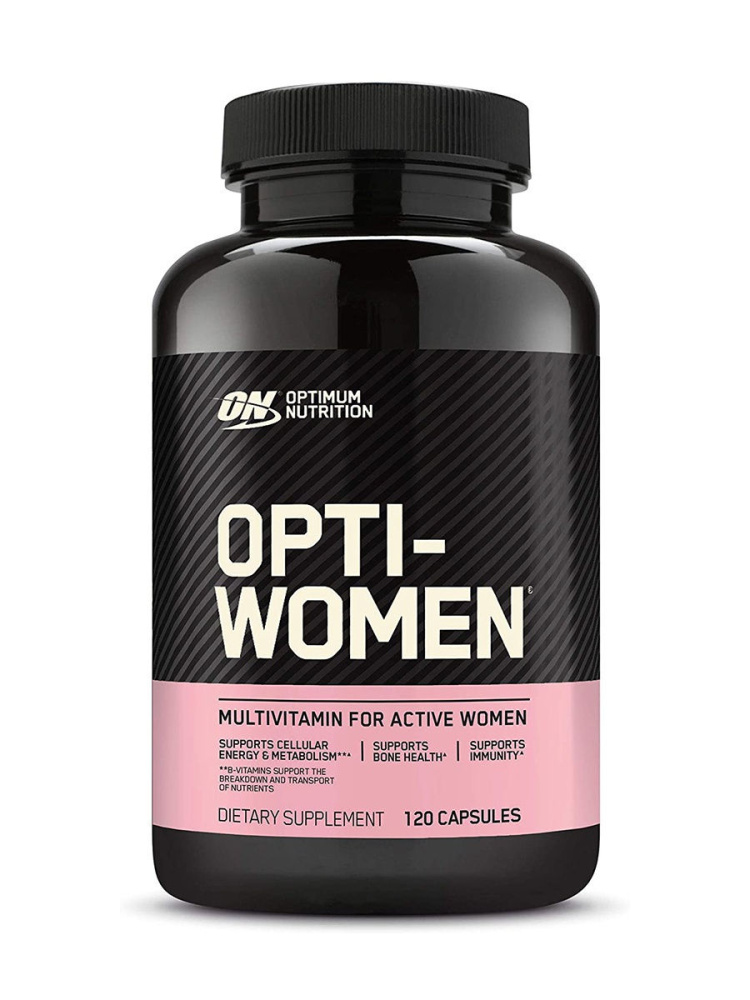 ON® OPTIMUM
NUTRITION
OPTI-
WOMEN
MULTIVITAMIN FOR ACTIVE WOMEN
SUPPORTS CELLULAR
ENERGY & METABOLISM**^
SUPPORTS
BONE HEALTH^
SUPPORTS
IMMUNITY^
**B-VITAMINS SUPPORT THE
BREAKDOWN AND TRANSPORT
OF NUTRIENTS
DIETARY SUPPLEMENT 120 CAPSULES